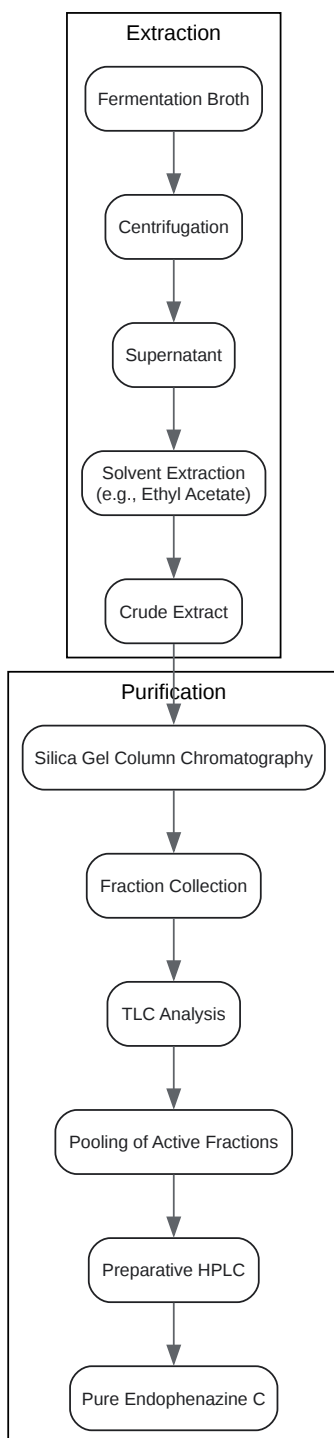 Extraction
Fermentation Broth
Centrifugation
Supernatant
Solvent Extraction
(e.g., Ethyl Acetate)
Crude Extract
Purification
Silica Gel Column Chromatography
Fraction Collection
TLC Analysis
Pooling of Active Fractions
Preparative HPLC
Pure Endophenazine C